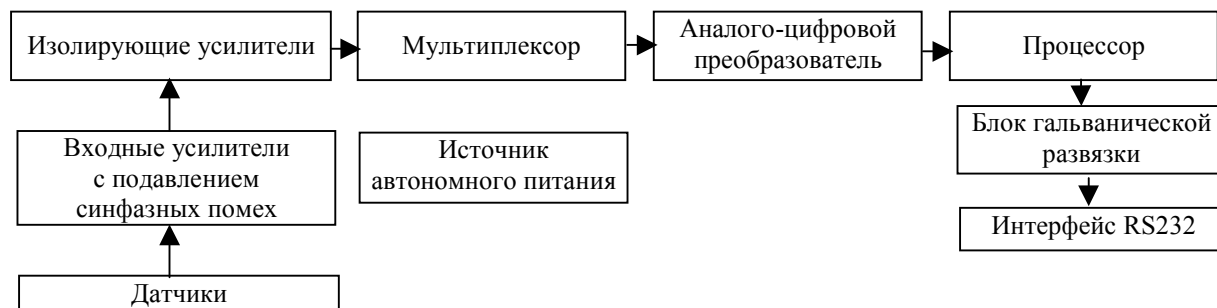 Изолирующие усилители
Мультиплексор
Аналого-цифровой
преобразователь
Процессор
Входные усилители
с подавлением
синфазных помех
Источник
автономного питания
Блок гальванической
развязки
Интерфейс RS232
Датчики